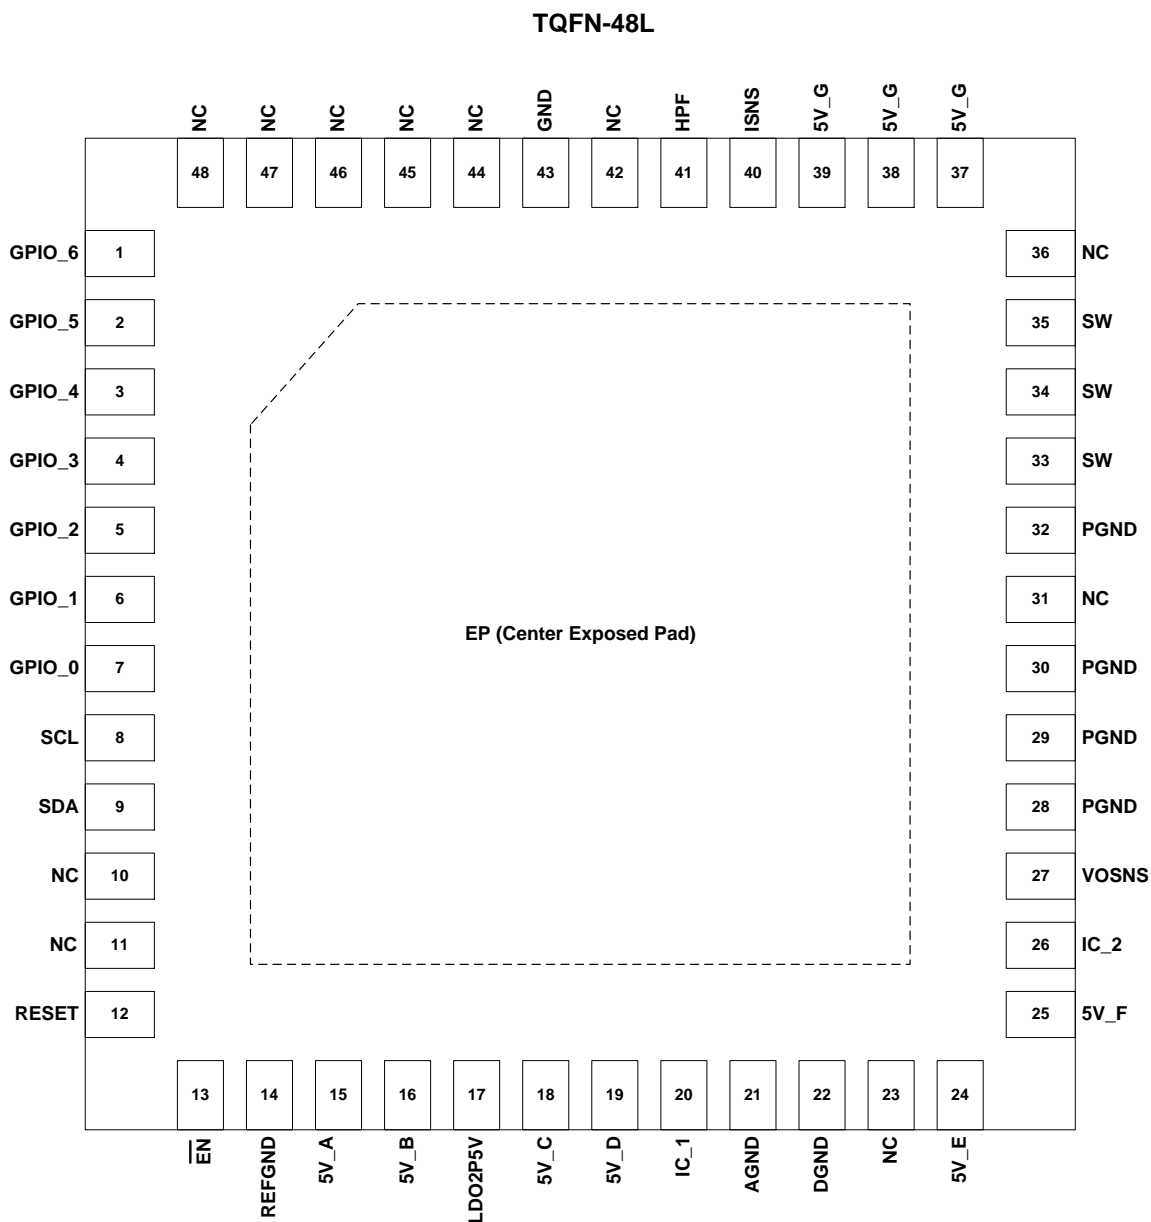 TQFN-48L
NC
NC
NC
NC
NC
GND
NC
HPF
ISNS
5V_G
5V_G
5V_G
48
47
46
45
44
43
42
41
40
39
38
37
GPIO_6 1
36 NC
GPIO_5 2
35 SW
GPIO_4 3
34 SW
GPIO_3 4
33 SW
GPIO_2 5
32 PGND
GPIO_1 6
31 NC
EP (Center Exposed Pad)
GPIO_0 7
30 PGND
SCL 8
29 PGND
SDA 9
28 PGND
NC 10
27 VOSNS
NC 11
26 IC_2
RESET 12
25 5V_F
13
14
15
16
17
18
19
20
21
22
23
24
EN
REFGND
5V_A
5V_B
LDO2P5V
5V_C
5V_D
IC_1
AGND
DGND
NC
5V_E